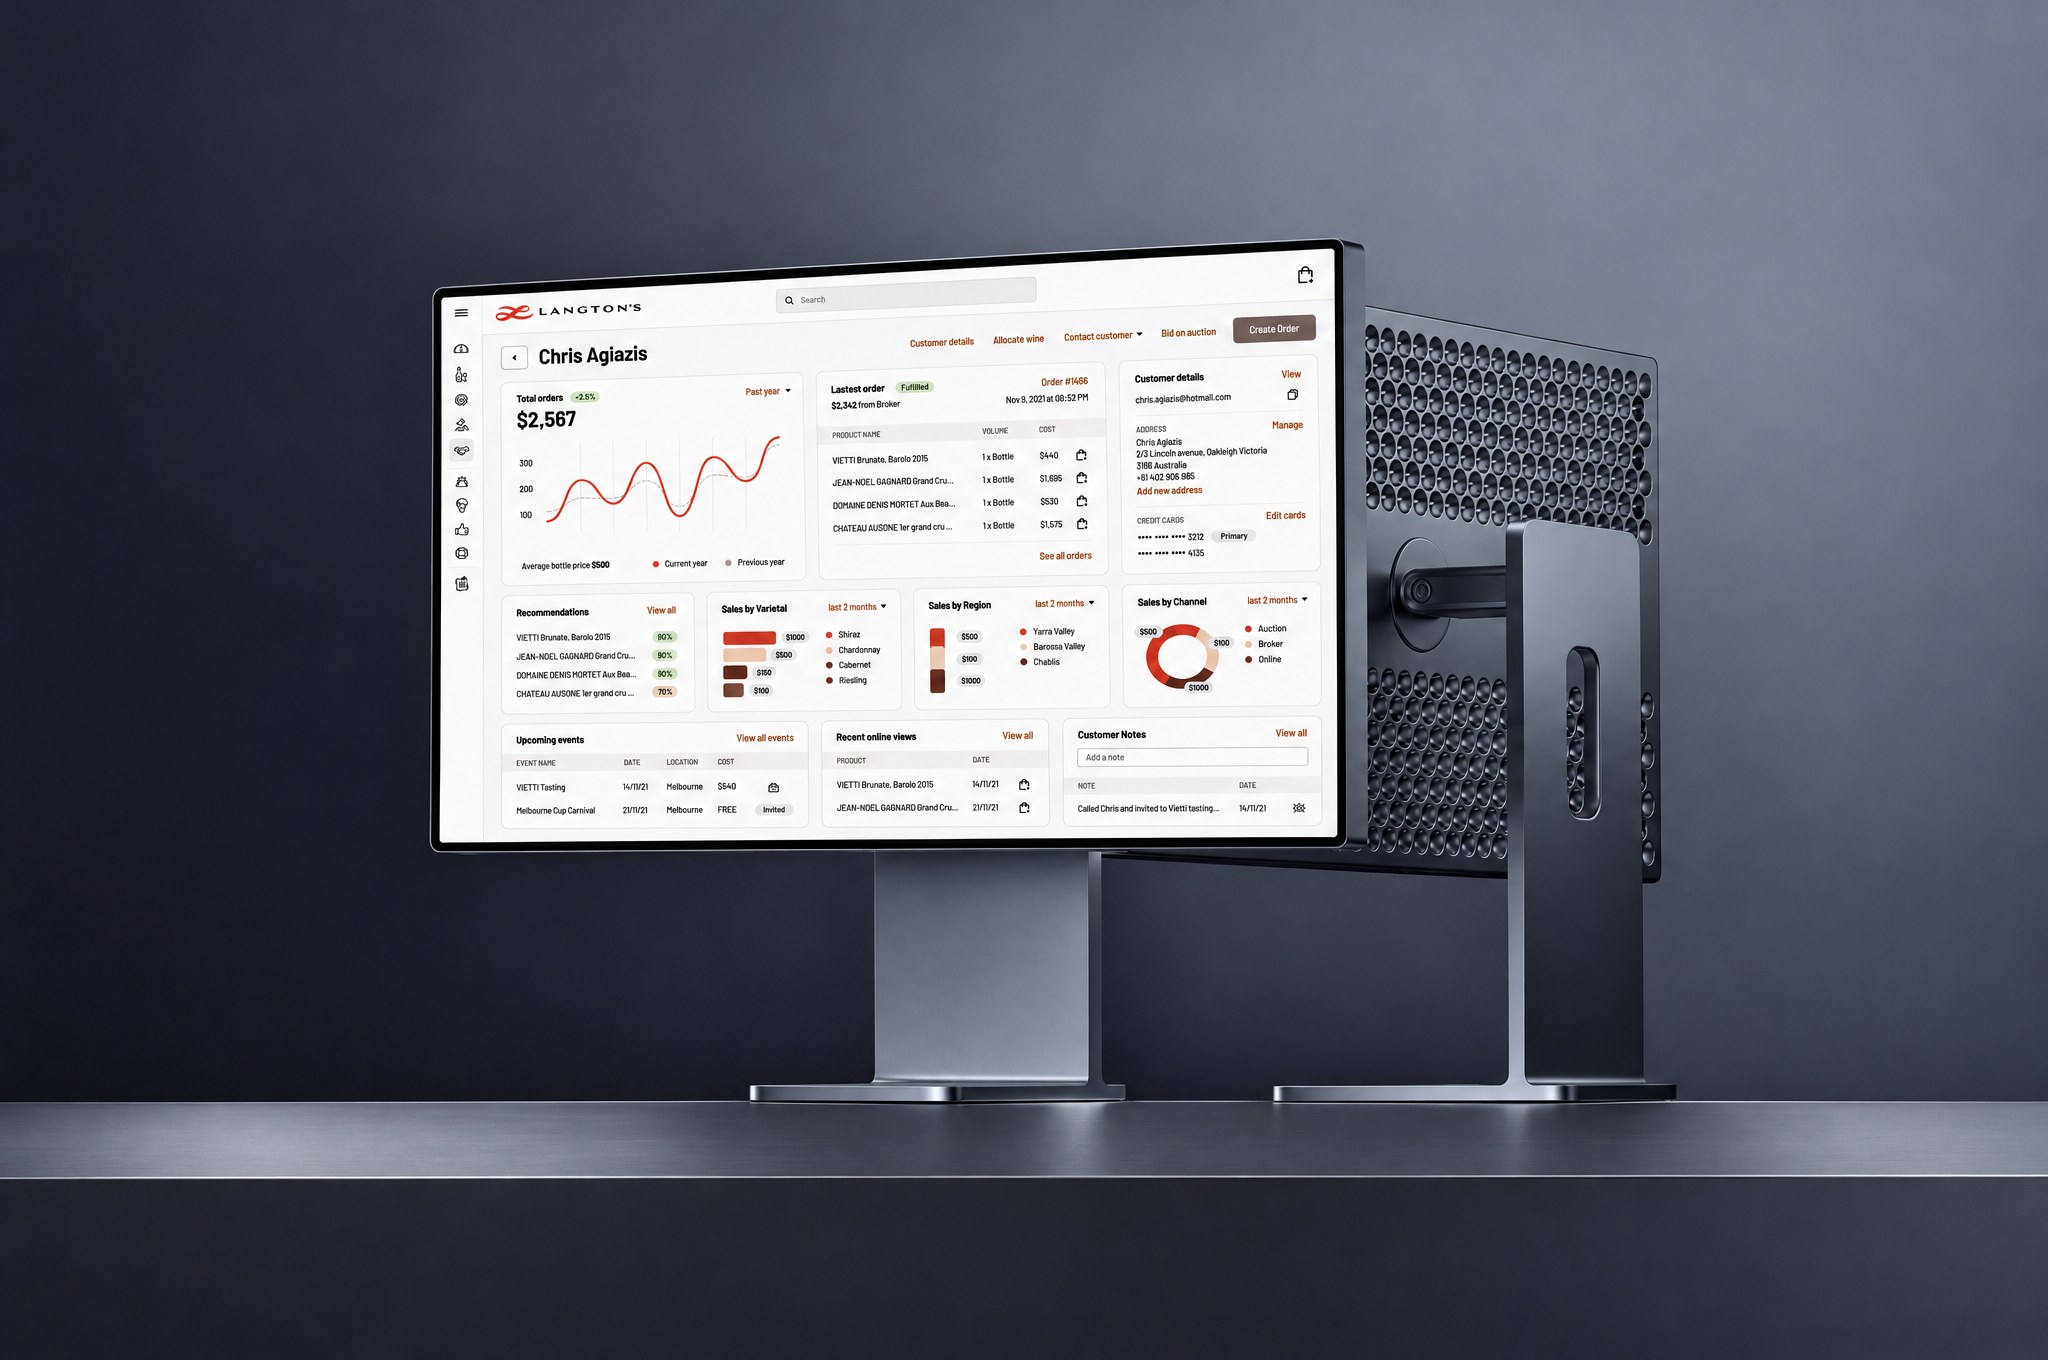 LANGTON'S
Search
Chris Agiazis
Customer details
Allocate wine
Contact customer
Bid on auction
Create Order
Total orders
Past year
$2,567
300
200
100
Average bottle price $500
Current year
Previous year
Lastest order
Fulfilled
Order #1466
$2,342 from Broker
Nov 9, 2021 at 08:52 PM
PRODUCT NAME VOLUME COST
VIETTI Brunate, Barolo 2015 1 x Bottle $440
JEAN-NOEL GAGNARD Grand Cru... 1 x Bottle $1,695
DOMAINE DENIS MORTET Aux Bea... 1 x Bottle $530
CHATEAU AUSONE 1er grand cru ... 1 x Bottle $1,575
See all orders
Customer details
View
chris.agiazis@hotmail.com
ADDRESS
Manage
Chris Agiazis
2/3 Lincoln avenue, Oakleigh Victoria
3166 Australia
+61 402 906 965
Add new address
CREDIT CARDS
Edit cards
•••• •••• •••• 3212 Primary
•••• •••• •••• 4135
Recommendations
View all
VIETTI Brunate, Barolo 2015 90%
JEAN-NOEL GAGNARD Grand Cru... 90%
DOMAINE DENIS MORTET Aux Bea... 90%
CHATEAU AUSONE 1er grand cru ... 70%
Sales by Varietal
last 2 months
$1000
$500
$150
$100
Shiraz
Chardonnay
Cabernet
Riesling
Sales by Region
last 2 months
$500
$100
$1000
Yarra Valley
Barossa Valley
Chablis
Sales by Channel
last 2 months
$500
$100
$1000
Auction
Broker
Online
Upcoming events
View all events
EVENT NAME DATE LOCATION COST
VIETTI Tasting 14/11/21 Melbourne $540
Melbourne Cup Carnival 21/11/21 Melbourne FREE Invited
Recent online views
View all
PRODUCT DATE
VIETTI Brunate, Barolo 2015 14/11/21
JEAN-NOEL GAGNARD Grand Cru... 21/11/21
Customer Notes
View all
Add a note
NOTE DATE
Called Chris and invited to Vietti tasting... 14/11/21